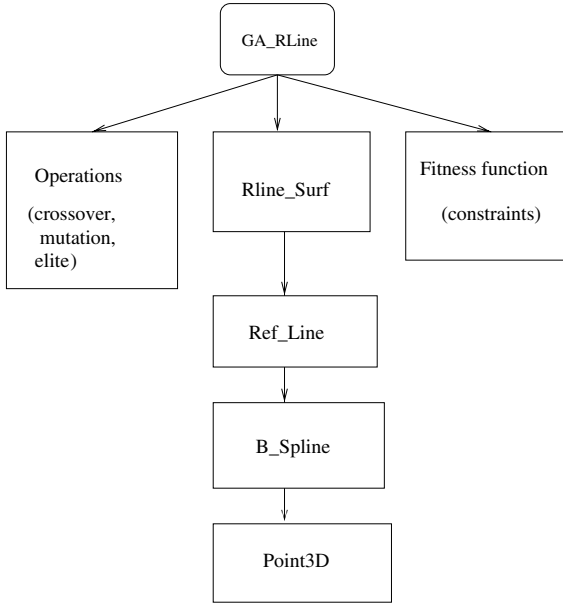 GA_RLine
Operations
(crossover,
mutation,
elite)
Rline_Surf
Fitness function
(constraints)
Ref_Line
B_Spline
Point3D